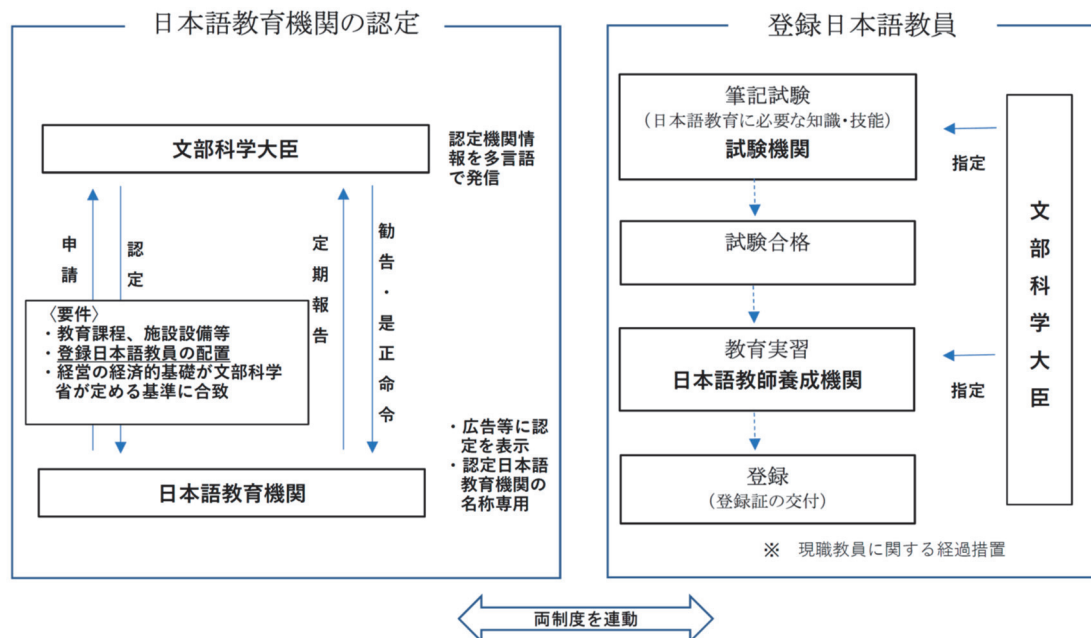 日本語教育機関の認定
文部科学大臣
認定機関情
報を多言語
で発信
申請
認定
定期報告
勧告・是正命令
〈要件〉
・教育課程、施設設備等
・登録日本語教員の配置
・経営の経済的基礎が文部科学
省が定める基準に合致
・広告等に認
定を表示
・認定日本語
教育機関の
名称専用
日本語教育機関
登録日本語教員
筆記試験
（日本語教育に必要な知識・技能）
試験機関
指定
試験合格
教育実習
日本語教師養成機関
指定
登録
（登録証の交付）
文部科学大臣
※　現職教員に関する経過措置
両制度を連動